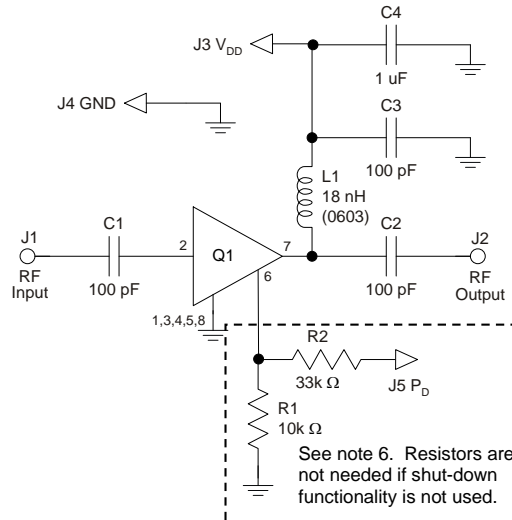 C4
J3 V_DD
1 uF
J4 GND
C3
100 pF
L1
18 nH
(0603)
J1
C1
2
Q1
7
C2
J2
6
RF
Input
100 pF
100 pF
RF
Output
1,3,4,5,8
R2
33k Ω
J5 P_D
R1
10k Ω
See note 6. Resistors are
not needed if shut-down
functionality is not used.